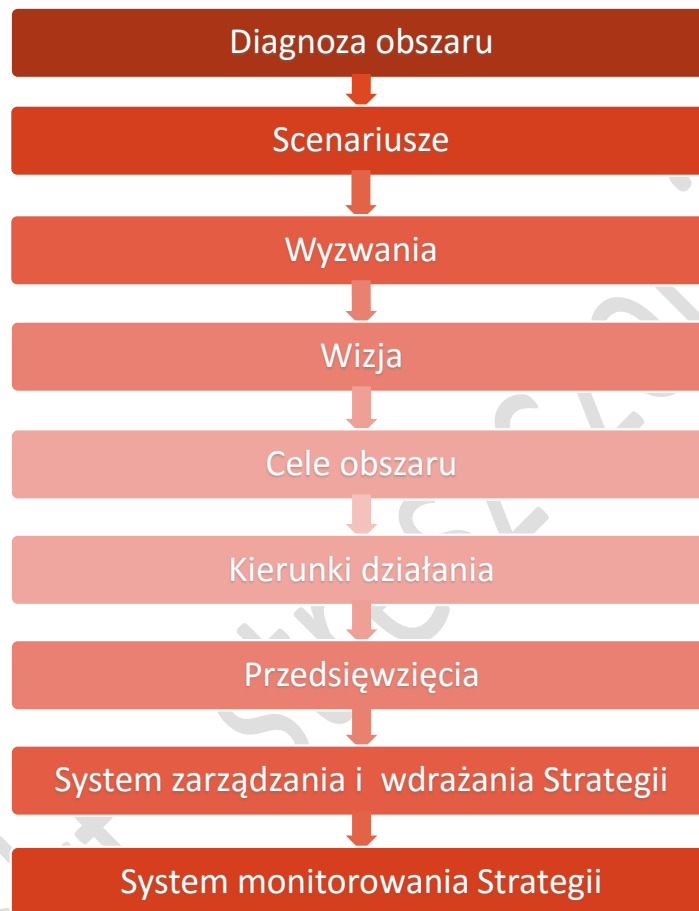 Diagnoza obszaru
Scenariusze
Wyzwania
Wizja
Cele obszaru
Kierunki działania
Przedsięwzięcia
System zarządzania i wdrażania Strategii
System monitorowania Strategii